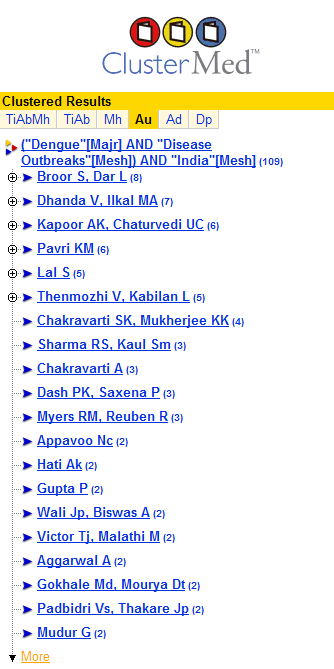 ClusterMed™
Clustered Results
TiAbMh TiAb Mh Au Ad Dp
("Dengue"[Majr] AND "Disease
Outbreaks"[Mesh]) AND "India"[Mesh] (109)
Broor S, Dar L (8)
Dhanda V, Ilkal MA (7)
Kapoor AK, Chaturvedi UC (6)
Pavri KM (6)
Lal S (5)
Thenmozhi V, Kabilan L (5)
Chakravarti SK, Mukherjee KK (4)
Sharma RS, Kaul Sm (3)
Chakravarti A (3)
Dash PK, Saxena P (3)
Myers RM, Reuben R (3)
Appavoo Nc (2)
Hati Ak (2)
Gupta P (2)
Wali Jp, Biswas A (2)
Victor Tj, Malathi M (2)
Aggarwal A (2)
Gokhale Md, Mourya Dt (2)
Padbidri Vs, Thakare Jp (2)
Mudur G (2)
More